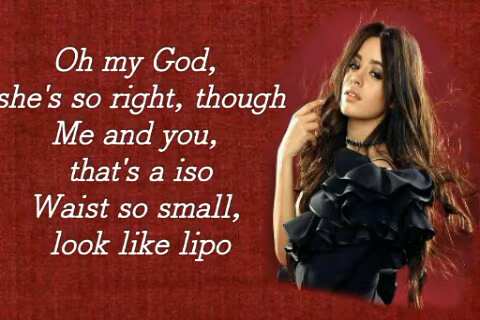 Oh my God,
she's so right, though
Me and you,
that's a iso
Waist so small,
look like lipo